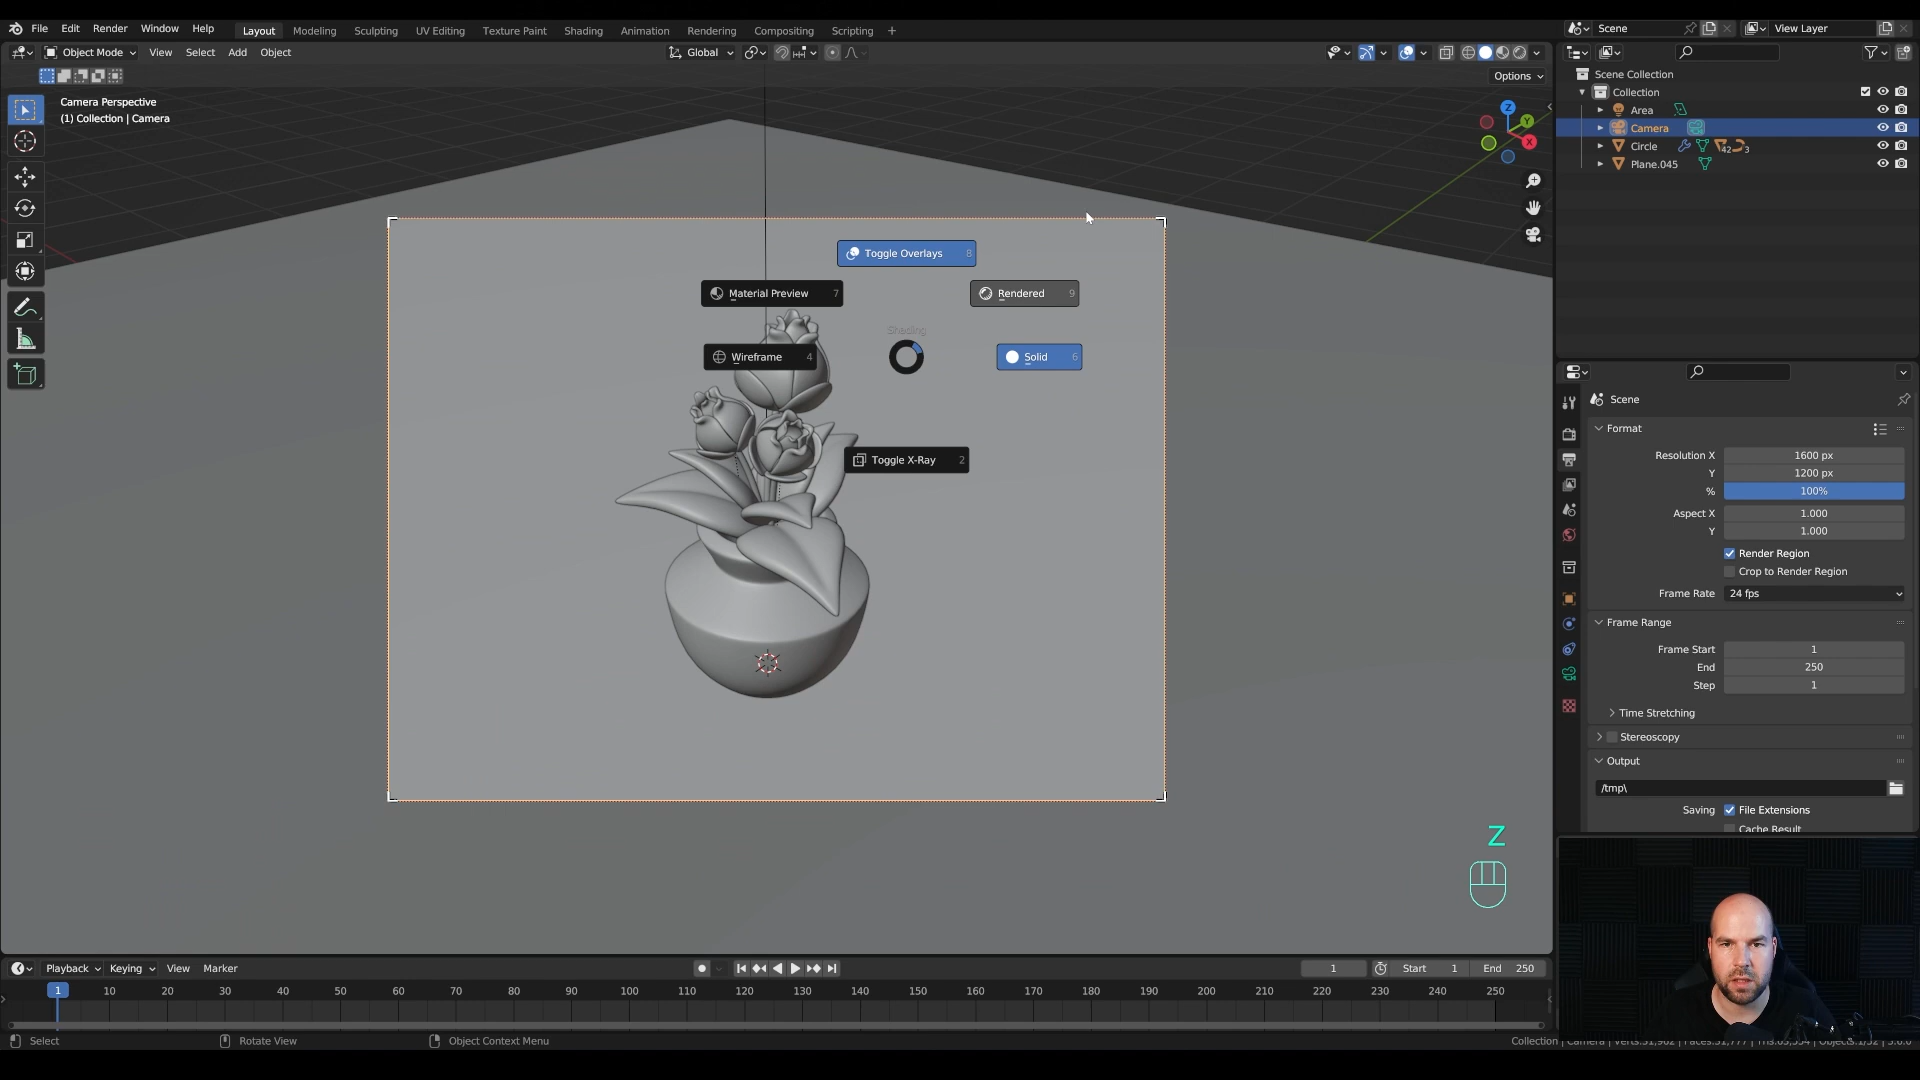 File Edit Render Window Help Layout Modeling Sculpting UV Editing Texture Paint Shading Animation Rendering Compositing Scripting + Scene View Layer
Object Mode View Select Add Object Global
Options
Camera Perspective
(1) Collection | Camera
Scene Collection
Collection
Area
Camera
Circle 42 3
Plane.045
Z
Y
X
Toggle Overlays 8
Material Preview 7
Rendered 9
Shading
Wireframe 4
Solid 6
Toggle X-Ray 2
Scene
Format
Resolution X 1600 px
Y 1200 px
% 100%
Aspect X 1.000
Y 1.000
Render Region
Crop to Render Region
Frame Rate 24 fps
Frame Range
Frame Start 1
End 250
Step 1
Time Stretching
Stereoscopy
Output
/tmp\
Saving File Extensions
Cache Result
Z
Playback Keying View Marker 1 Start 1 End 250
1 10 20 30 40 50 60 70 80 90 100 110 120 130 140 150 160 170 180 190 200 210 220 230 240 250
Select Rotate View Object Context Menu
Collection | Camera